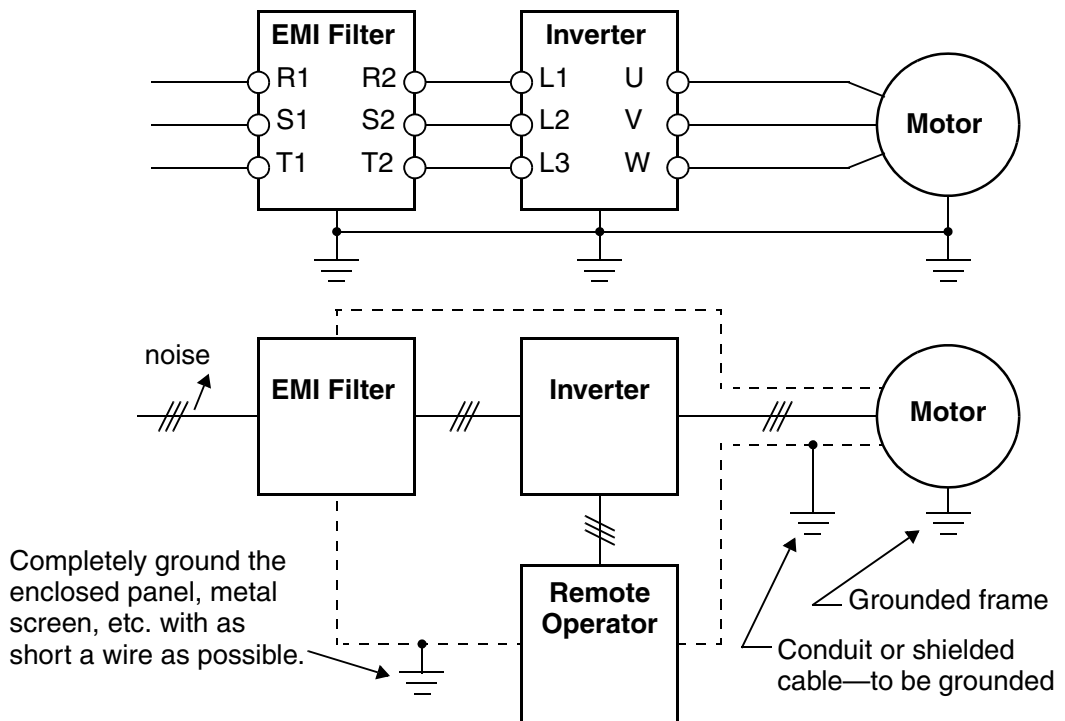 EMI Filter
Inverter
R1 R2
L1 U
S1 S2
L2 V
Motor
T1 T2
L3 W
noise
EMI Filter
Inverter
Motor
Completely ground the
enclosed panel, metal
screen, etc. with as
short a wire as possible.
Remote
Operator
Grounded frame
Conduit or shielded
cable—to be grounded